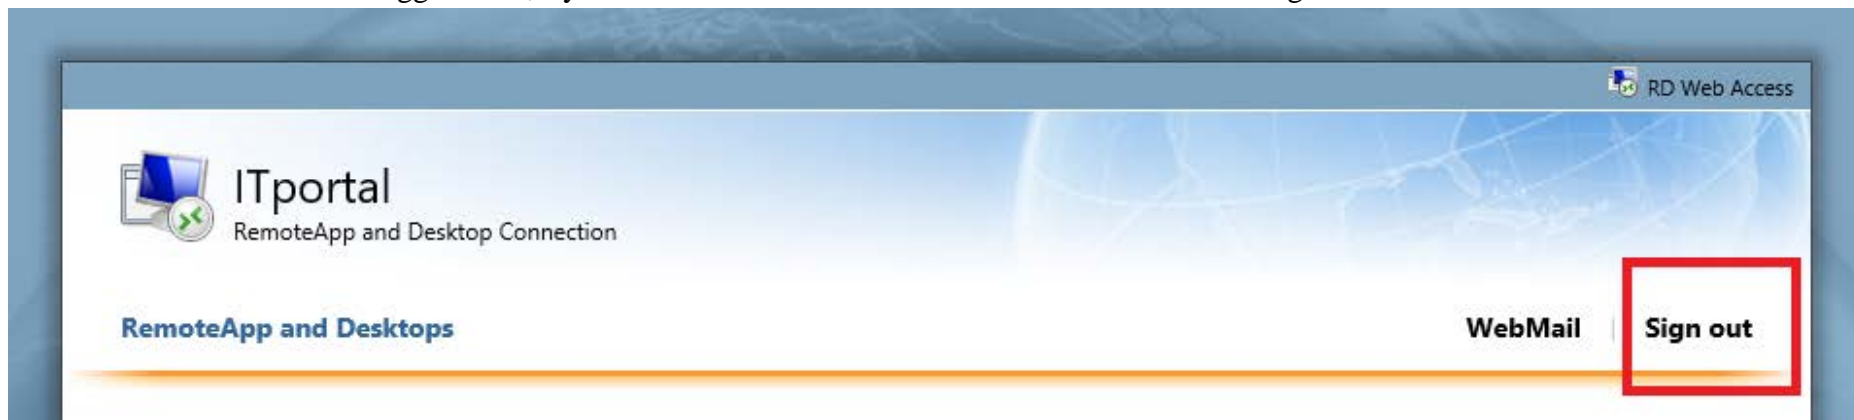 RD Web Access
ITportal
RemoteApp and Desktop Connection
RemoteApp and Desktops
WebMail | Sign out